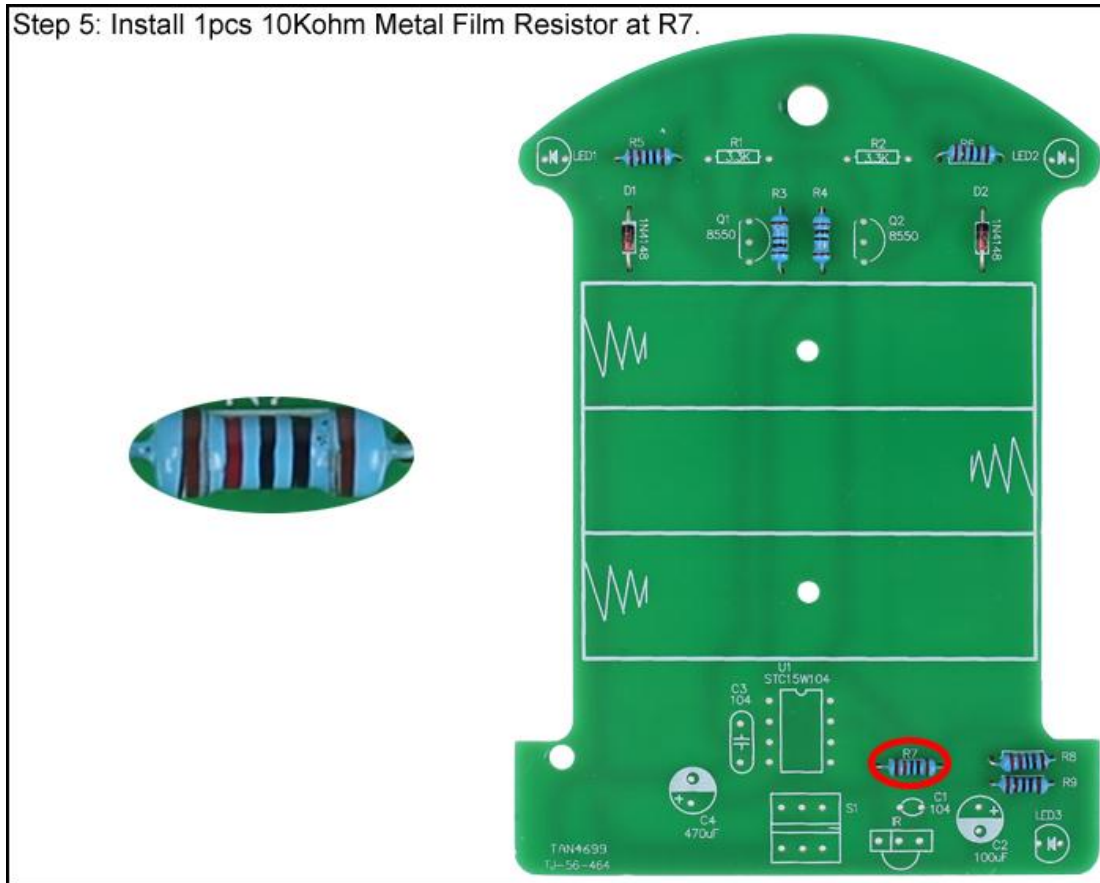 Step 5: Install 1pcs 10Kohm Metal Film Resistor at R7.
LED1
R5
R1
3.3K
R2
3.3K
R6
LED2
D1
1N4148
Q1
8550
R3
R4
Q2
8550
D2
1N4148
U1
STC15W104
C3
104
R7
R8
R9
C4
470uF
S1
C1
104
IR
C2
100uF
LED3
TAN4699
TJ-56-464